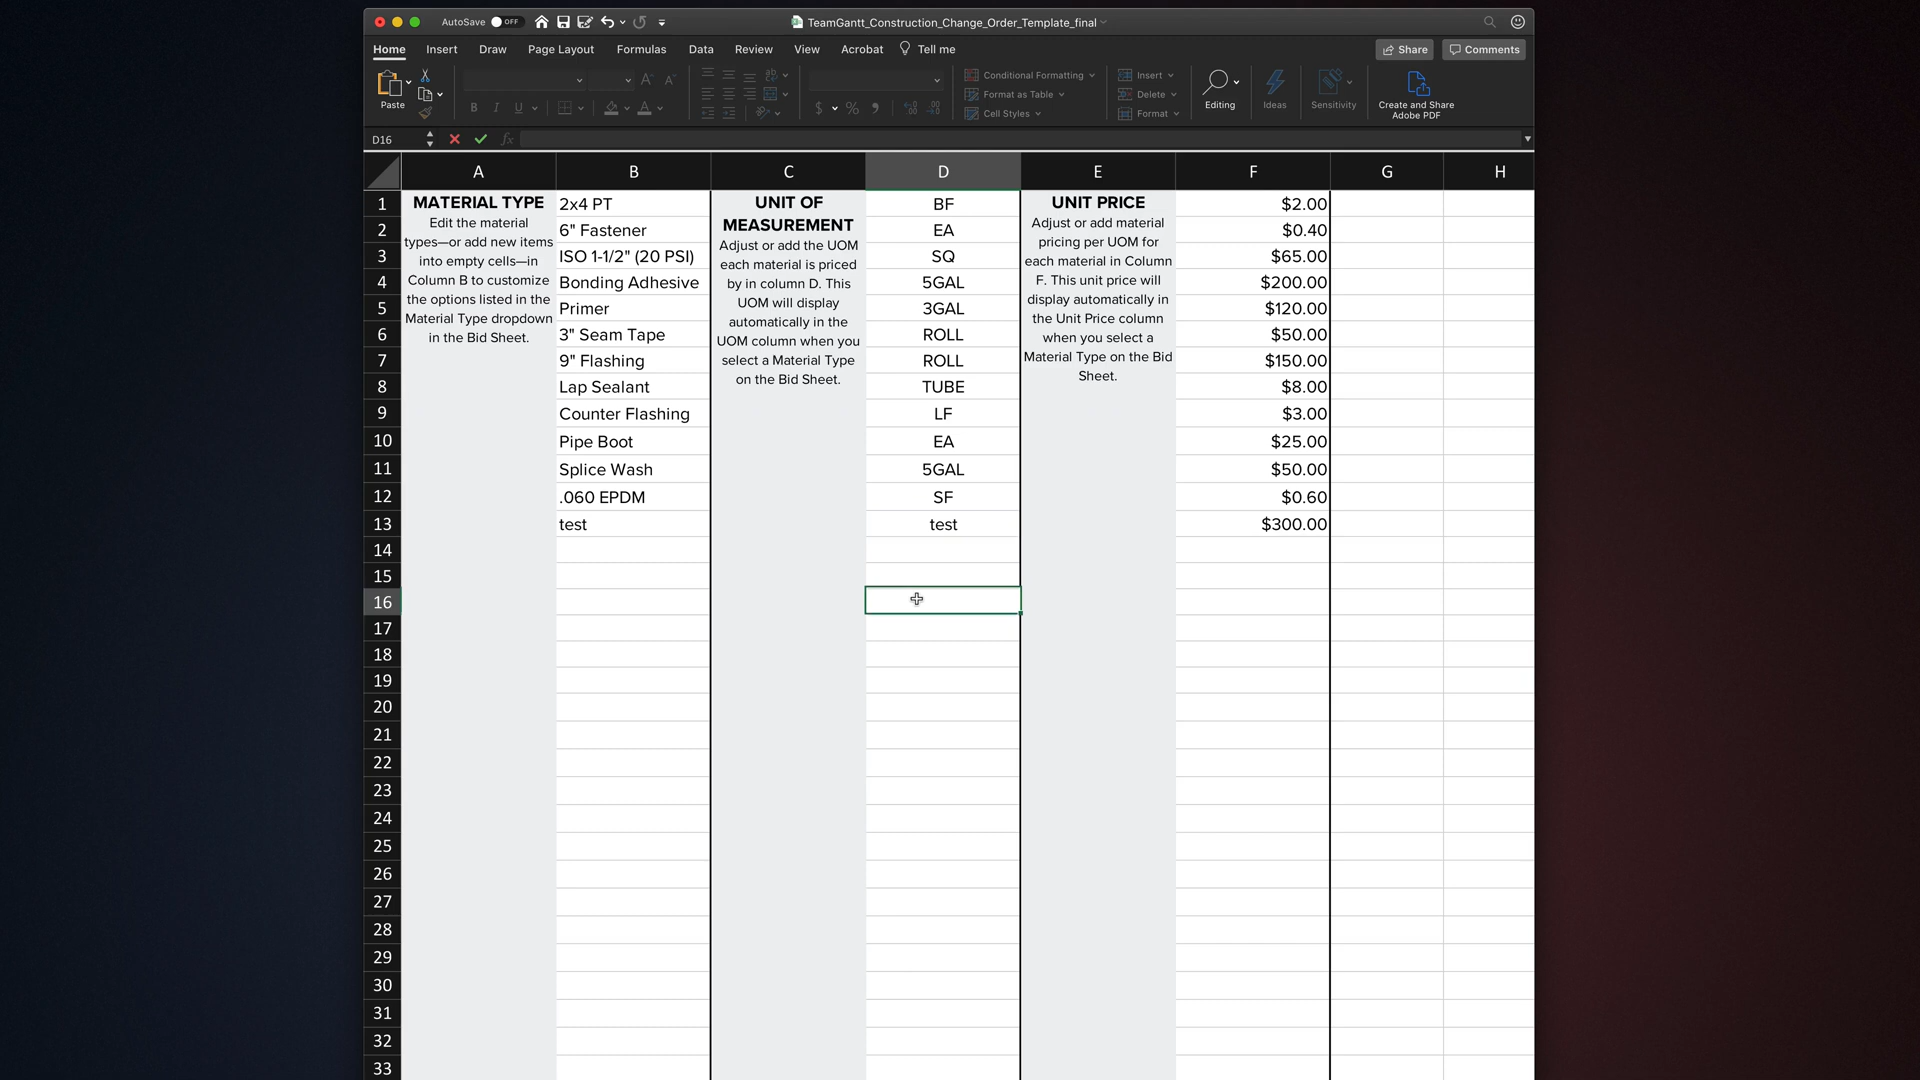 AutoSave OFF
TeamGantt_Construction_Change_Order_Template_final
Home Insert Draw Page Layout Formulas Data Review View Acrobat Tell me
Share Comments
Paste
A A
B I U A
ab
$ % 
Conditional Formatting
Format as Table
Cell Styles
Insert
Delete
Format
Editing
Ideas
Sensitivity
Create and Share
Adobe PDF
D16
fx
A B C D E F G H
MATERIAL TYPE
Edit the material
types—or add new items
into empty cells—in
Column B to customize
the options listed in the
Material Type dropdown
in the Bid Sheet.
UNIT OF
MEASUREMENT
Adjust or add the UOM
each material is priced
by in column D. This
UOM will display
automatically in the
UOM column when you
select a Material Type
on the Bid Sheet.
UNIT PRICE
Adjust or add material
pricing per UOM for
each material in Column
F. This unit price will
display automatically in
the Unit Price column
when you select a
Material Type on the Bid
Sheet.
1 2x4 PT BF $2.00
2 6" Fastener EA $0.40
3 ISO 1-1/2" (20 PSI) SQ $65.00
4 Bonding Adhesive 5GAL $200.00
5 Primer 3GAL $120.00
6 3" Seam Tape ROLL $50.00
7 9" Flashing ROLL $150.00
8 Lap Sealant TUBE $8.00
9 Counter Flashing LF $3.00
10 Pipe Boot EA $25.00
11 Splice Wash 5GAL $50.00
12 .060 EPDM SF $0.60
13 test test $300.00
14
15
16
17
18
19
20
21
22
23
24
25
26
27
28
29
30
31
32
33